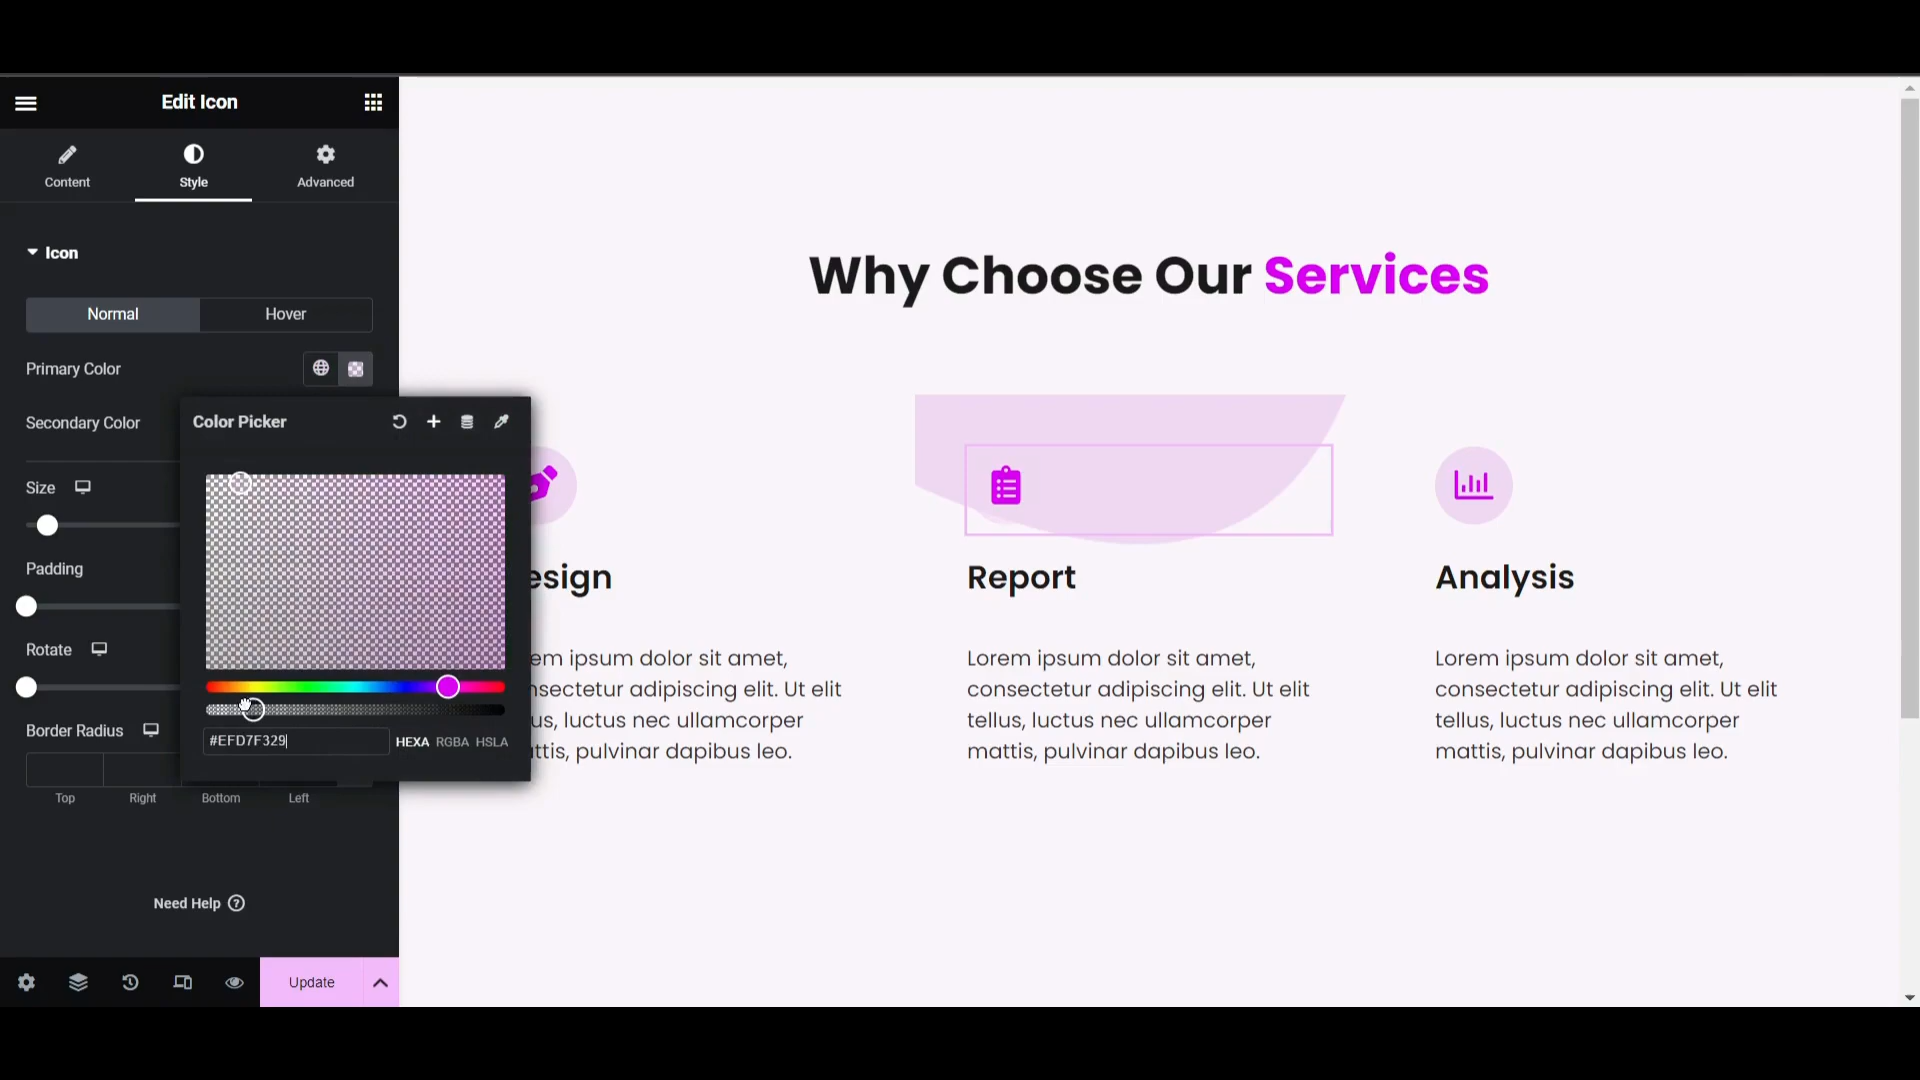 Edit Icon
Content
Style
Advanced
Icon
Normal
Hover
Primary Color
Secondary Color
Color Picker
Size
Padding
Rotate
#EFD7F329
HEXA RGBA HSLA
Border Radius
Top
Right
Bottom
Left
Need Help
Update
Why Choose Our Services
esign
em ipsum dolor sit amet,
nsectetur adipiscing elit. Ut elit
us, luctus nec ullamcorper
ttis, pulvinar dapibus leo.
Report
Lorem ipsum dolor sit amet,
consectetur adipiscing elit. Ut elit
tellus, luctus nec ullamcorper
mattis, pulvinar dapibus leo.
Analysis
Lorem ipsum dolor sit amet,
consectetur adipiscing elit. Ut elit
tellus, luctus nec ullamcorper
mattis, pulvinar dapibus leo.